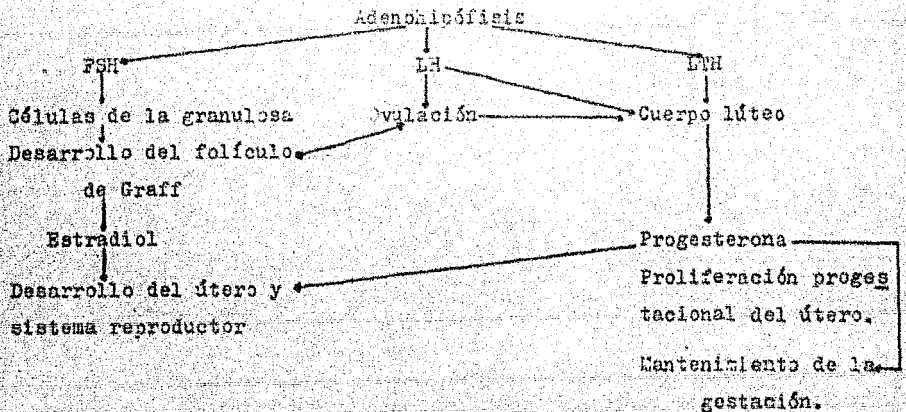 Adenohipófisis
FSH LH LTH
Células de la granulosa Ovulación Cuerpo lúteo
Desarrollo del folículo
de Graff
Estradiol Progesterona
Proliferación proges
Desarrollo del útero y
tacional del útero.
sistema reproductor
Mantenimiento de la
gestación.